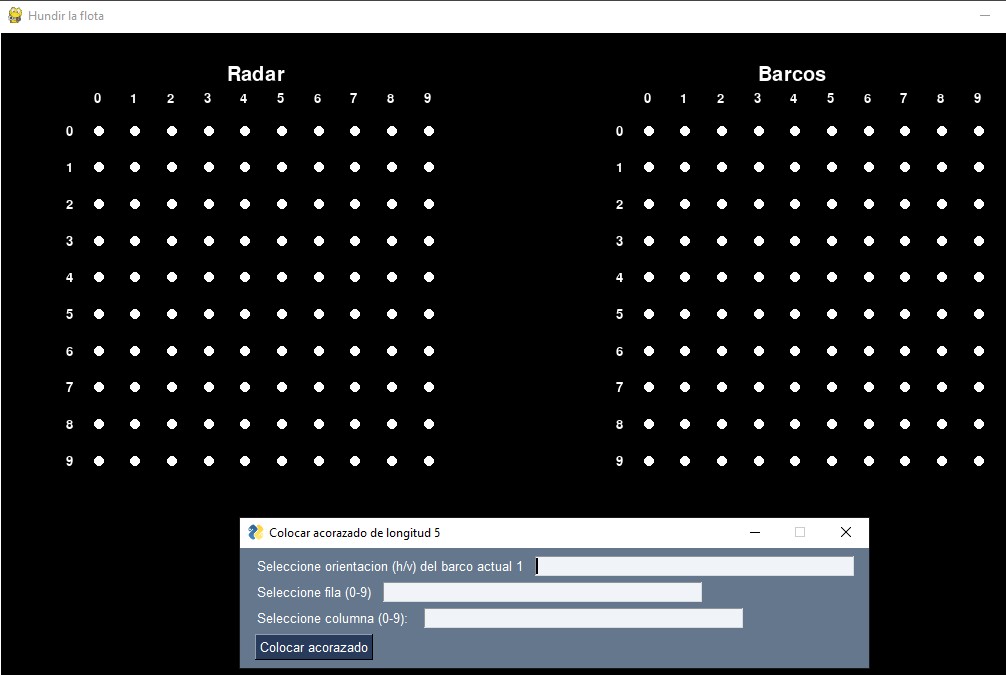 Hundir la flota
Radar
Barcos
0 1 2 3 4 5 6 7 8 9
0 1 2 3 4 5 6 7 8 9
0
0
1
1
2
2
3
3
4
4
5
5
6
6
7
7
8
8
9
9
Colocar acorazado de longitud 5
Seleccione orientacion (h/v) del barco actual 1
Seleccione fila (0-9)
Seleccione columna (0-9):
Colocar acorazado